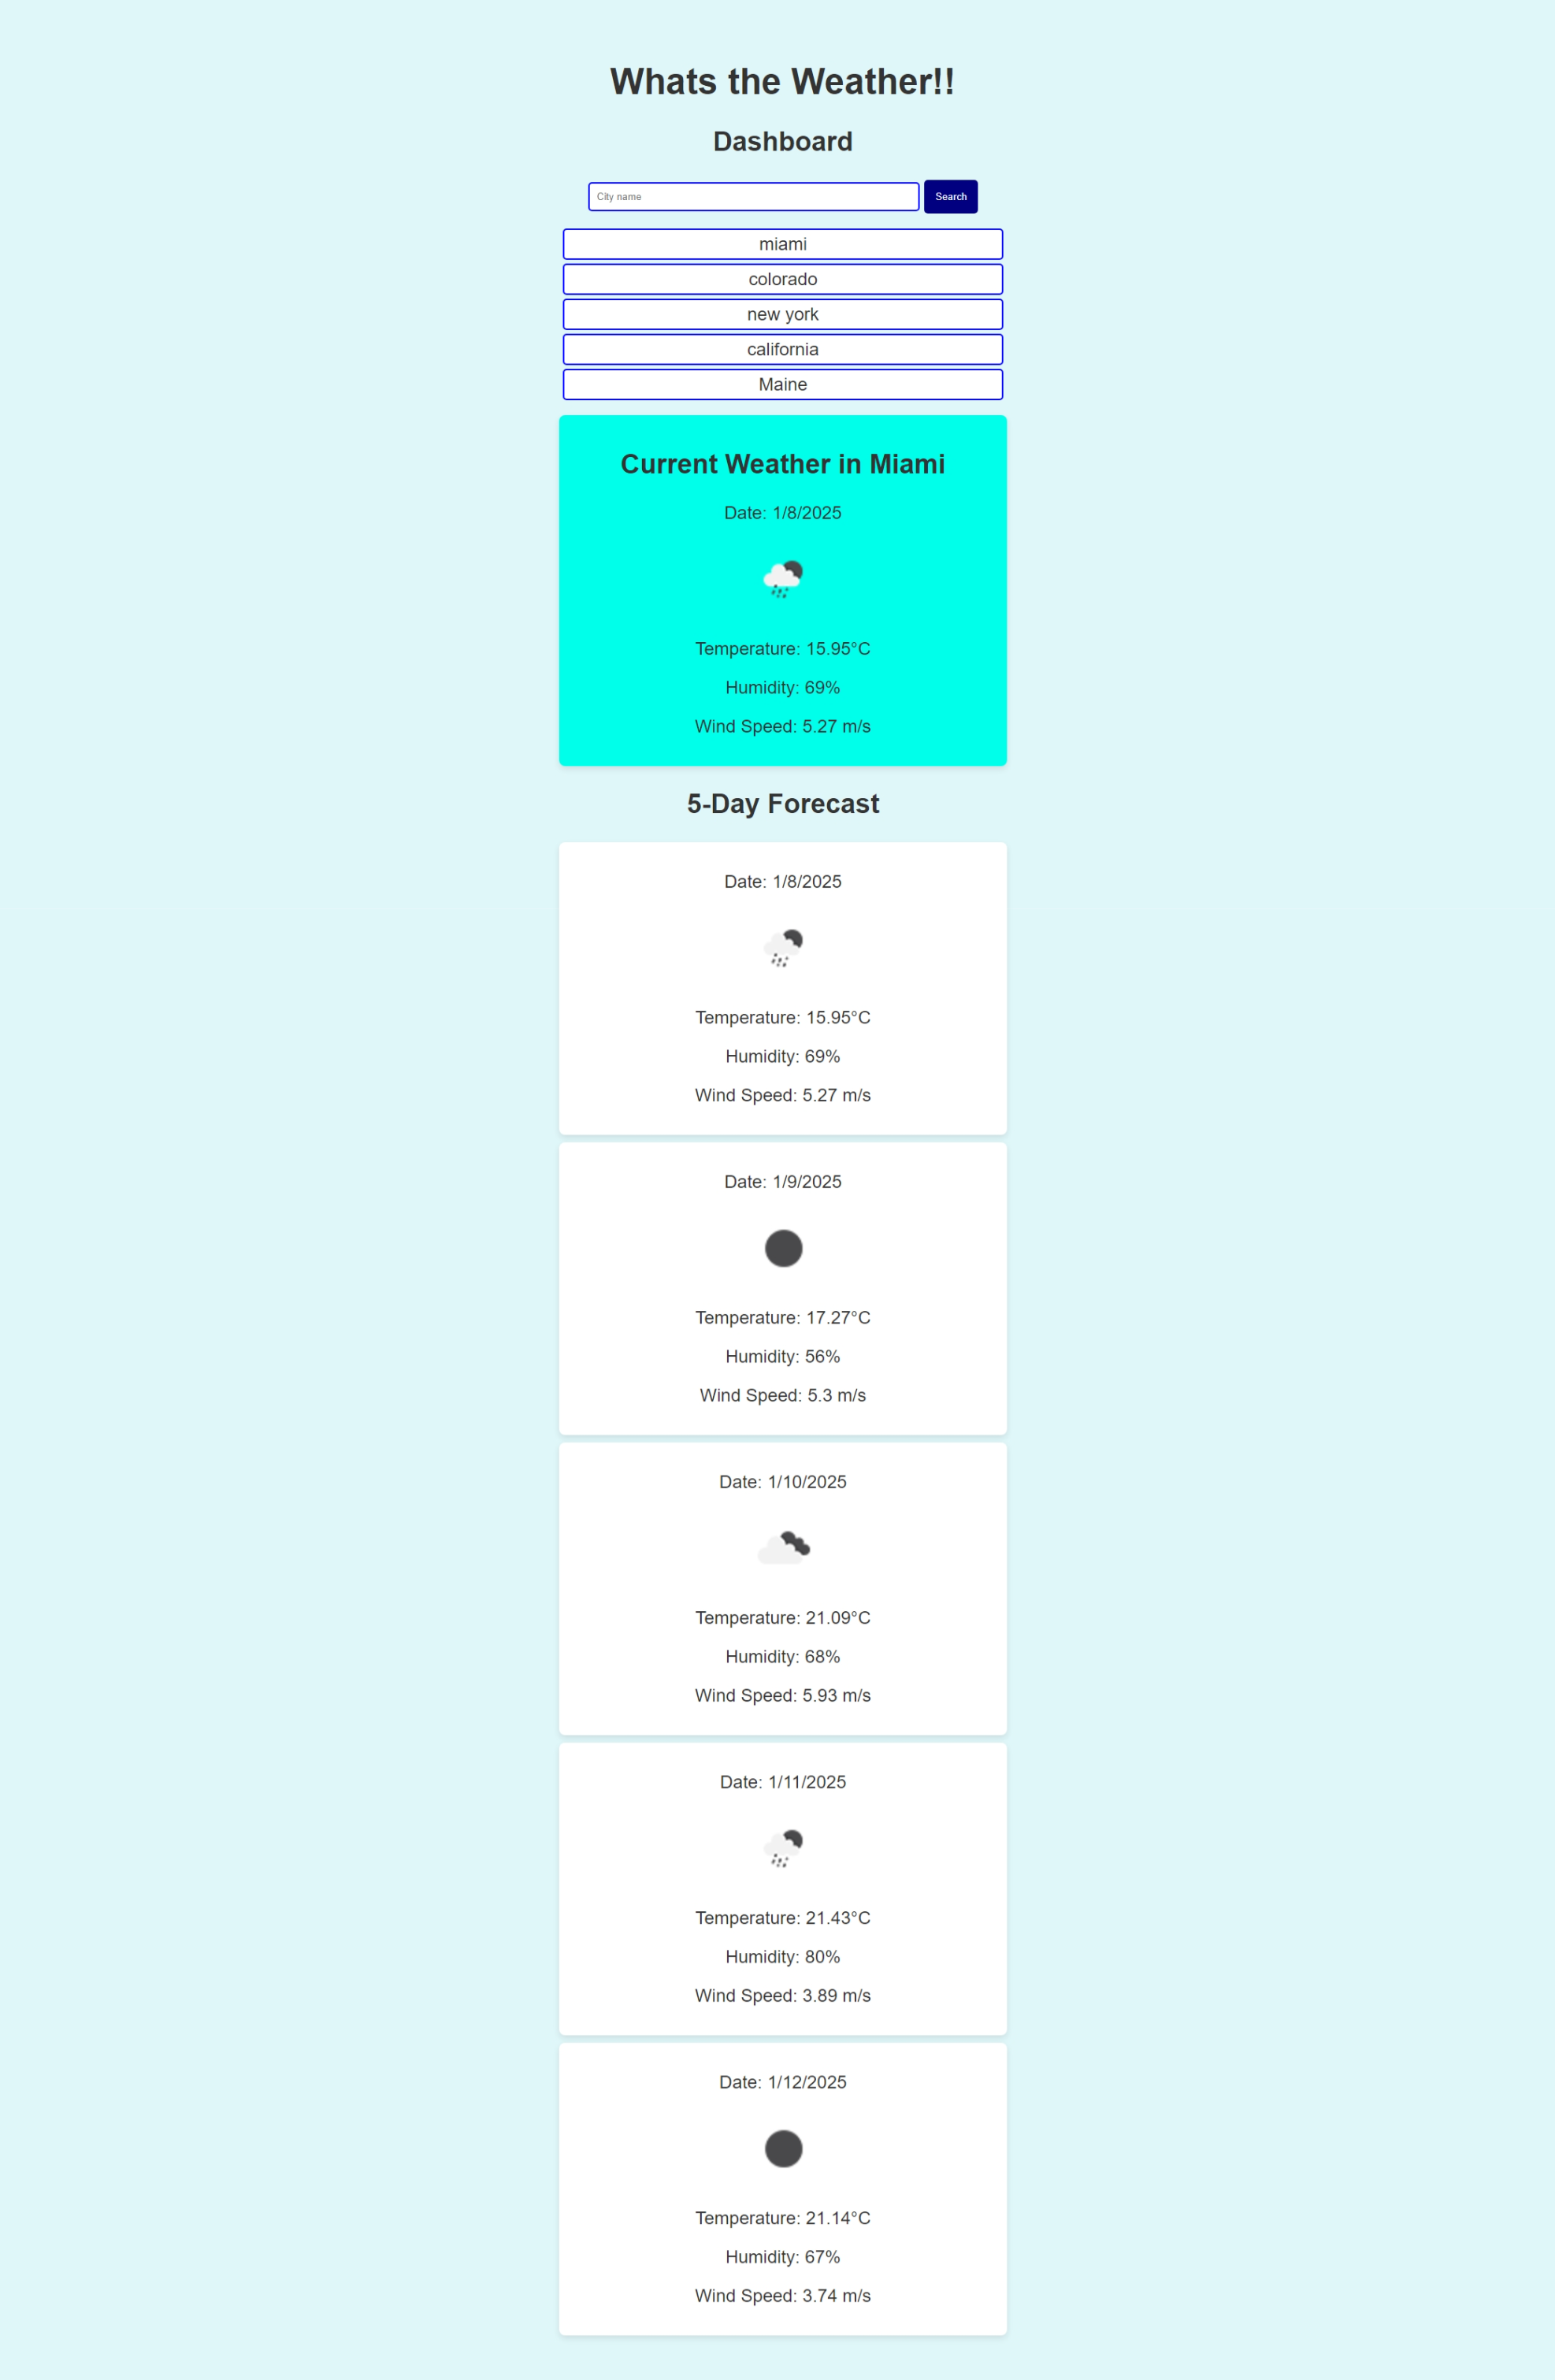 Whats the Weather!!
Dashboard
City name
Search
miami
colorado
new york
california
Maine
Current Weather in Miami
Date: 1/8/2025
Temperature: 15.95°C
Humidity: 69%
Wind Speed: 5.27 m/s
5-Day Forecast
Date: 1/8/2025
Temperature: 15.95°C
Humidity: 69%
Wind Speed: 5.27 m/s
Date: 1/9/2025
Temperature: 17.27°C
Humidity: 56%
Wind Speed: 5.3 m/s
Date: 1/10/2025
Temperature: 21.09°C
Humidity: 68%
Wind Speed: 5.93 m/s
Date: 1/11/2025
Temperature: 21.43°C
Humidity: 80%
Wind Speed: 3.89 m/s
Date: 1/12/2025
Temperature: 21.14°C
Humidity: 67%
Wind Speed: 3.74 m/s